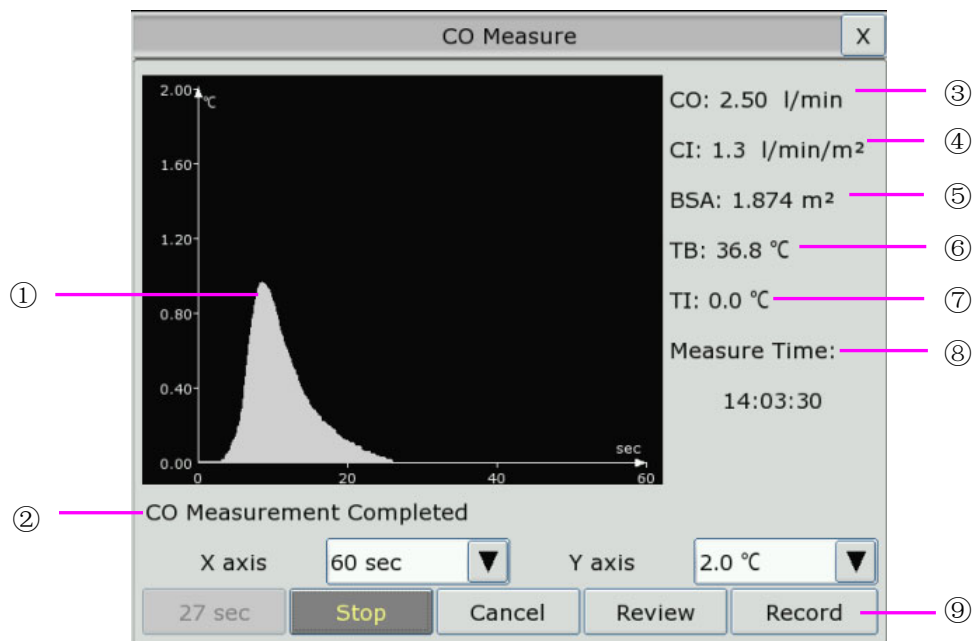 CO Measure X
2.00 ℃
1.60
1.20
0.80
0.40
0.00
0 20 40 60
sec
CO: 2.50 l/min ③
CI: 1.3 l/min/m² ④
BSA: 1.874 m² ⑤
TB: 36.8 ℃ ⑥
TI: 0.0 ℃ ⑦
Measure Time: ⑧
14:03:30
①
② CO Measurement Completed
X axis 60 sec ▼ Y axis 2.0 ℃ ▼
27 sec Stop Cancel Review Record ⑨